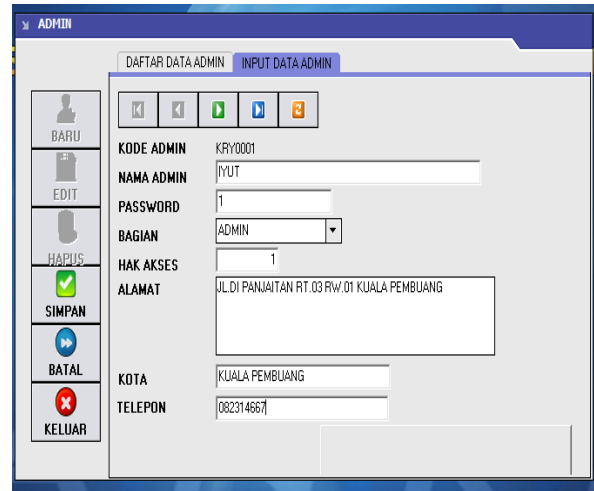 ADMIN
DAFTAR DATA ADMIN INPUT DATA ADMIN
BARU
EDIT
HAPUS
SIMPAN
BATAL
KELUAR
KODE ADMIN KRY0001
NAMA ADMIN IYUT
PASSWORD 1
BAGIAN ADMIN
HAK AKSES 1
ALAMAT JL.DI PANJAITAN RT.03 RW.01 KUALA PEMBUANG
KOTA KUALA PEMBUANG
TELEPON 082314667